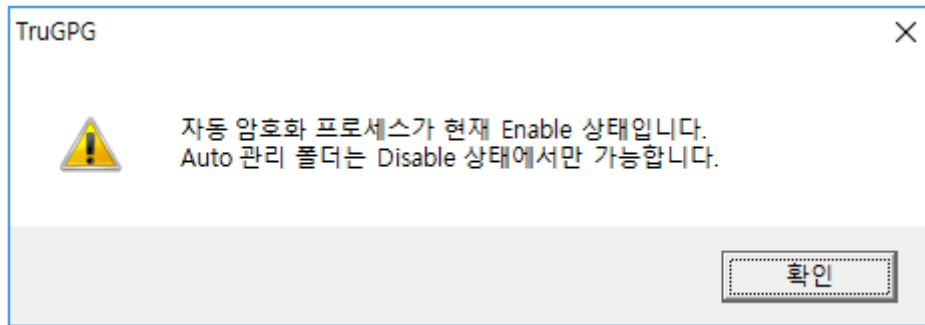 TruGPG
자동 암호화 프로세스가 현재 Enable 상태입니다.
Auto 관리 폴더는 Disable 상태에서만 가능합니다.
확인